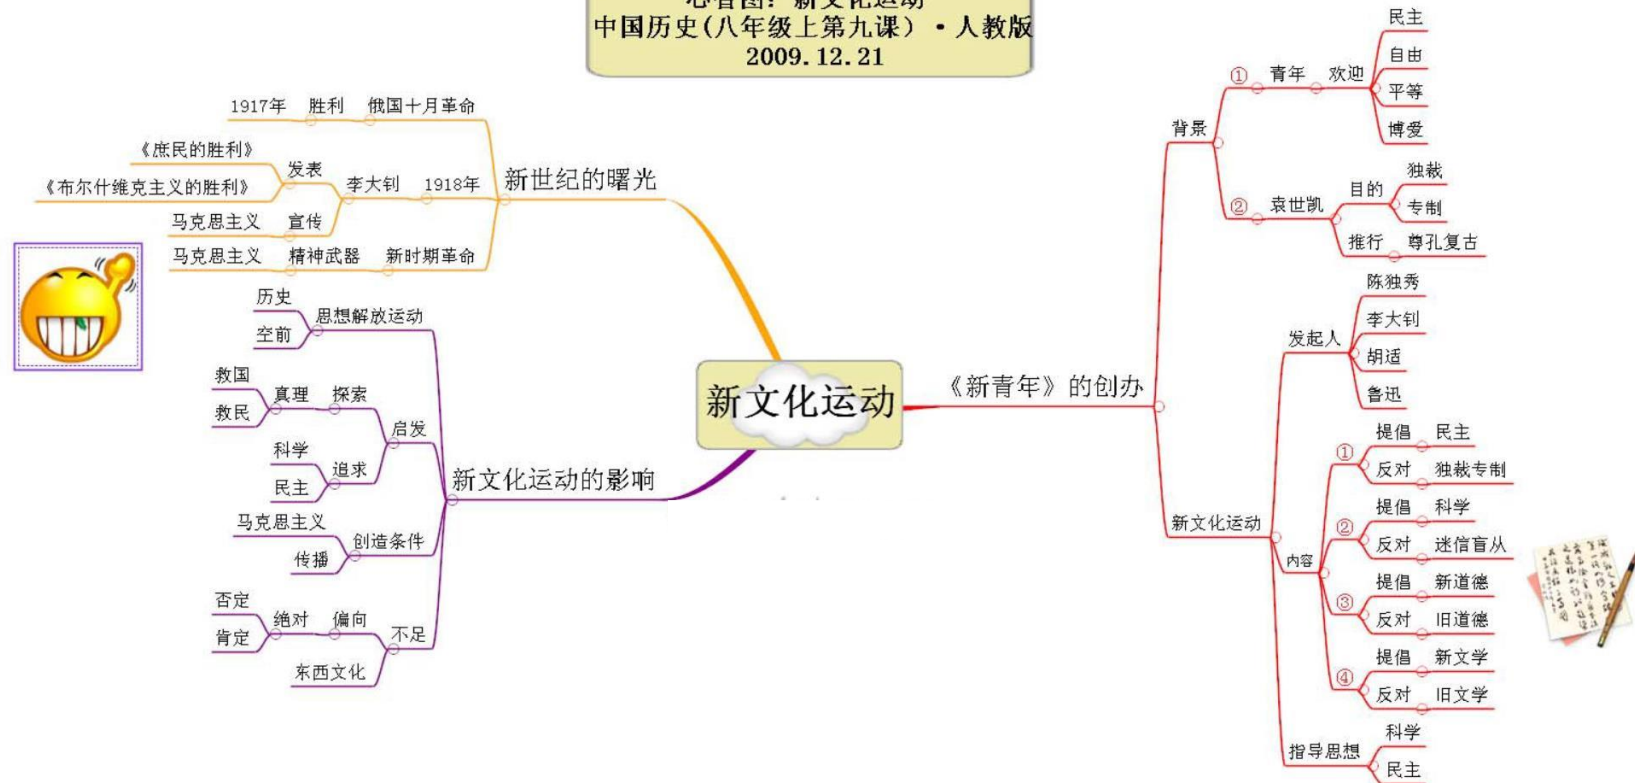 心智图：新文化运动
中国历史(八年级上第九课）·人教版
2009.12.21
新文化运动
《新青年》的创办
背景
①
青年
欢迎
民主
自由
平等
博爱
②
袁世凯
目的
独裁
专制
推行
尊孔复古
新文化运动
发起人
陈独秀
李大钊
胡适
鲁迅
内容
①
提倡
民主
反对
独裁专制
②
提倡
科学
反对
迷信盲从
③
提倡
新道德
反对
旧道德
④
提倡
新文学
反对
旧文学
指导思想
科学
民主
新世纪的曙光
俄国十月革命
胜利
1917年
1918年
李大钊
发表
《庶民的胜利》
《布尔什维克主义的胜利》
宣传
马克思主义
新时期革命
精神武器
马克思主义
新文化运动的影响
思想解放运动
历史
空前
启发
探索
真理
救国
救民
追求
科学
民主
创造条件
马克思主义
传播
不足
偏向
绝对
否定
肯定
东西文化